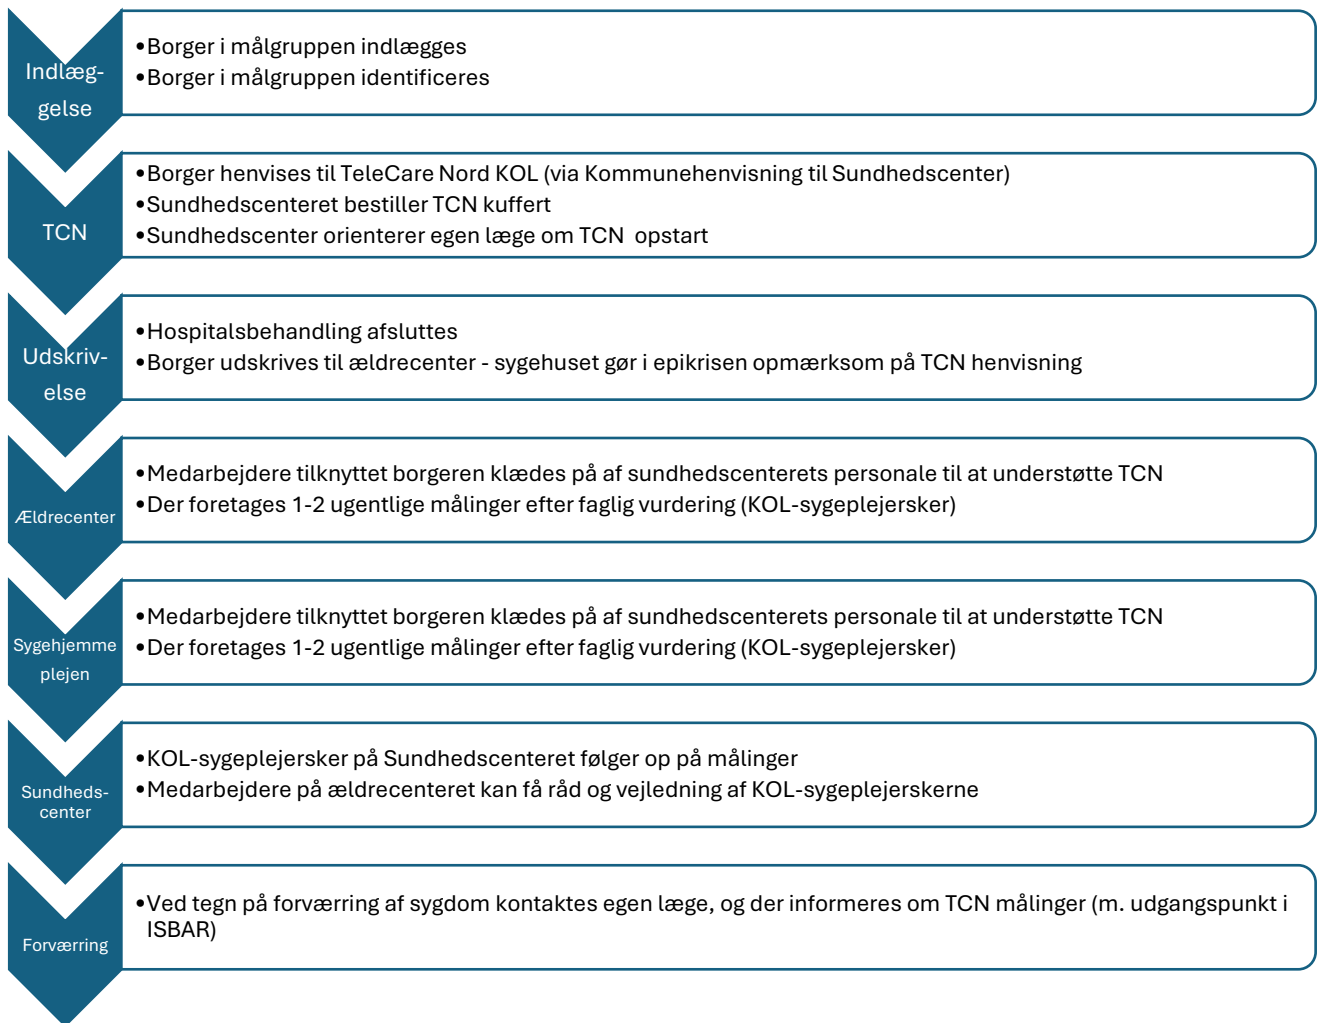 Indlæg-
gelse
•Borger i målgruppen indlægges
•Borger i målgruppen identificeres
TCN
•Borger henvises til TeleCare Nord KOL (via Kommunehenvisning til Sundhedscenter)
•Sundhedscenteret bestiller TCN kuffert
•Sundhedscenter orienterer egen læge om TCN  opstart
Udskriv-
else
•Hospitalsbehandling afsluttes
•Borger udskrives til ældrecenter - sygehuset gør i epikrisen opmærksom på TCN henvisning
Ældrecenter
•Medarbejdere tilknyttet borgeren klædes på af sundhedscenterets personale til at understøtte TCN
•Der foretages 1-2 ugentlige målinger efter faglig vurdering (KOL-sygeplejersker)
Sygehjemme
plejen
•Medarbejdere tilknyttet borgeren klædes på af sundhedscenterets personale til at understøtte TCN
•Der foretages 1-2 ugentlige målinger efter faglig vurdering (KOL-sygeplejersker)
Sundheds-
center
•KOL-sygeplejersker på Sundhedscenteret følger op på målinger
•Medarbejdere på ældrecenteret kan få råd og vejledning af KOL-sygeplejerskerne
Forværring
•Ved tegn på forværring af sygdom kontaktes egen læge, og der informeres om TCN målinger (m. udgangspunkt i
ISBAR)